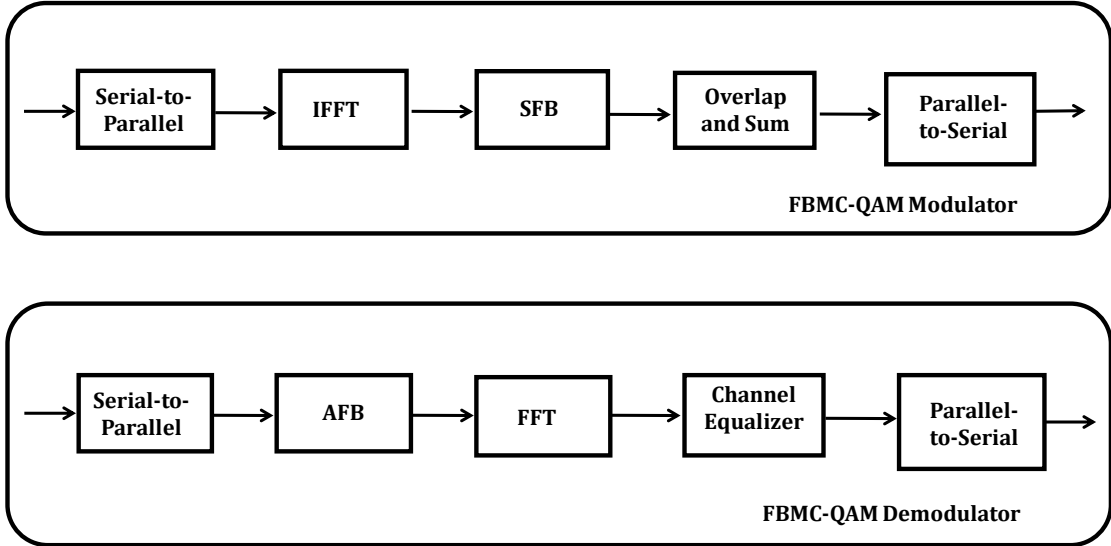 Serial-to-
Parallel
IFFT
SFB
Overlap
and Sum
Parallel-
to-Serial
FBMC-QAM Modulator
Serial-to-
Parallel
AFB
FFT
Channel
Equalizer
Parallel-
to-Serial
FBMC-QAM Demodulator